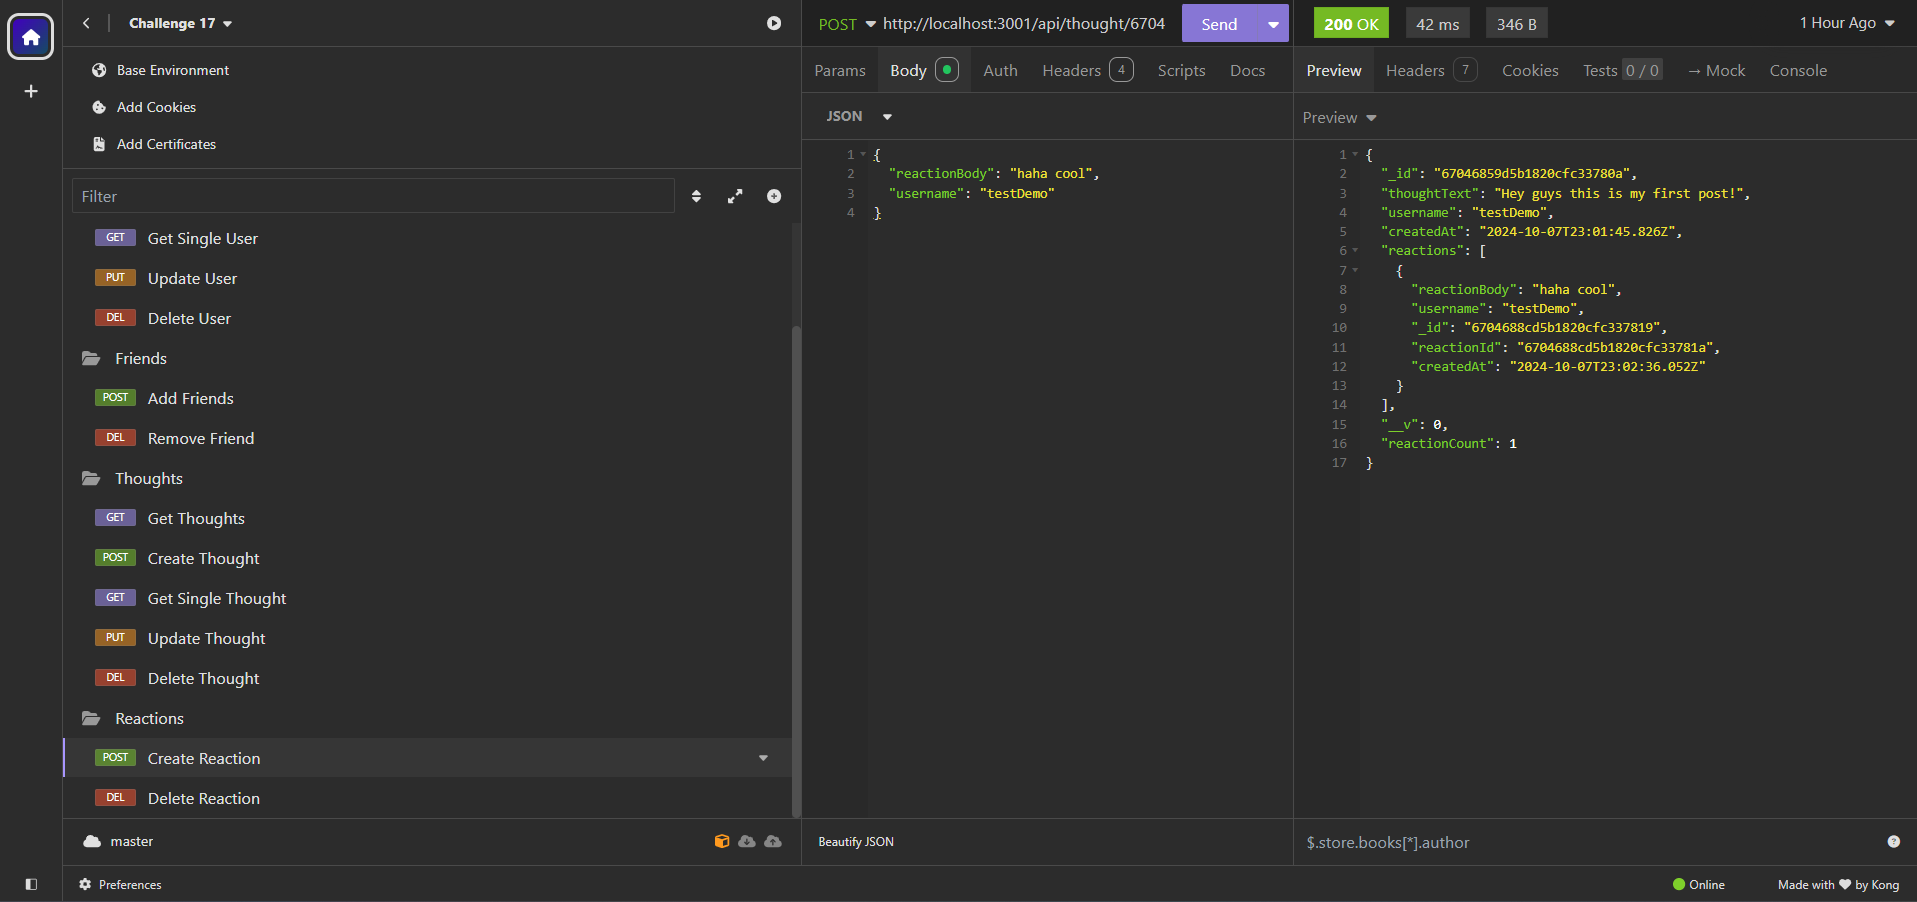 Challenge 17
Base Environment
Add Cookies
Add Certificates
Filter
GET Get Single User
PUT Update User
DEL Delete User
Friends
POST Add Friends
DEL Remove Friend
Thoughts
GET Get Thoughts
POST Create Thought
GET Get Single Thought
PUT Update Thought
DEL Delete Thought
Reactions
POST Create Reaction
DEL Delete Reaction
master
Preferences
POST http://localhost:3001/api/thought/6704 Send
Params Body Auth Headers 4 Scripts Docs
JSON
1 {
2 "reactionBody": "haha cool",
3 "username": "testDemo"
4 }
Beautify JSON
200 OK 42 ms 346 B 1 Hour Ago
Preview Headers 7 Cookies Tests 0 / 0 → Mock Console
Preview
1 {
2 "_id": "67046859d5b1820cfc33780a",
3 "thoughtText": "Hey guys this is my first post!",
4 "username": "testDemo",
5 "createdAt": "2024-10-07T23:01:45.826Z",
6 "reactions": [
7 {
8 "reactionBody": "haha cool",
9 "username": "testDemo",
10 "_id": "6704688cd5b1820cfc337819",
11 "reactionId": "6704688cd5b1820cfc33781a",
12 "createdAt": "2024-10-07T23:02:36.052Z"
13 }
14 ],
15 "__v": 0,
16 "reactionCount": 1
17 }
$.store.books[*].author
Online Made with ♥ by Kong